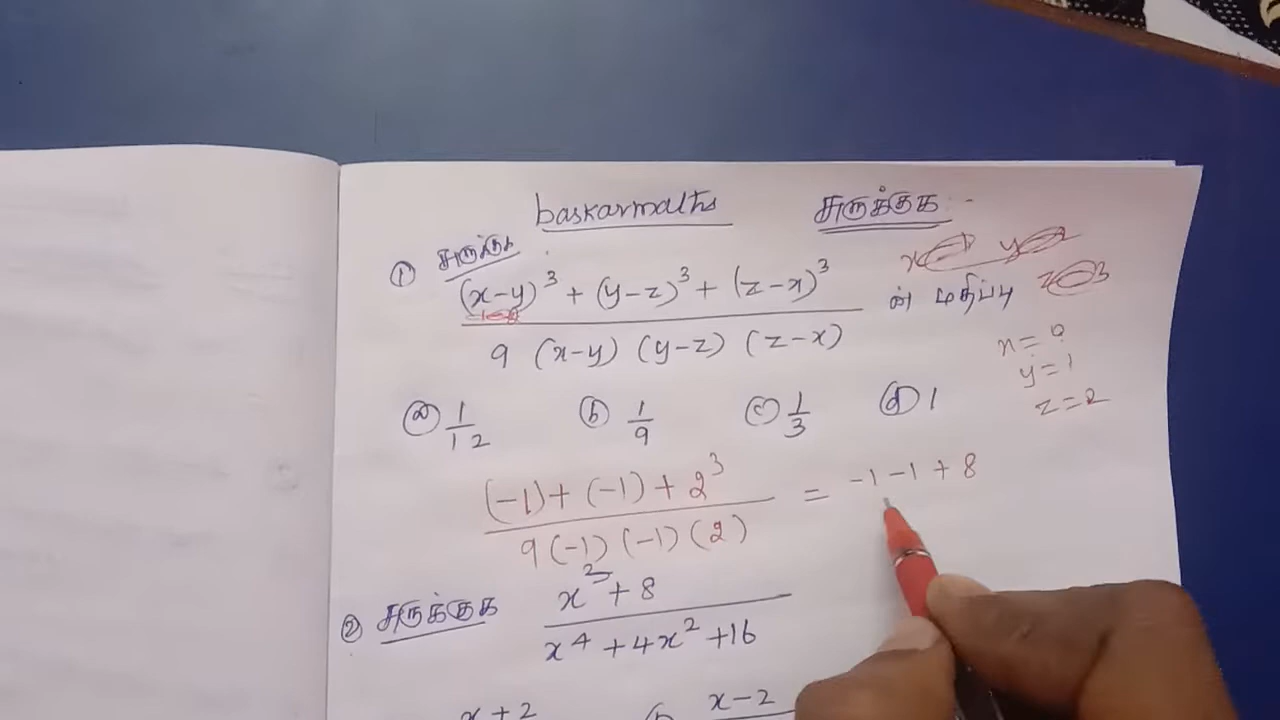 baskarmaths சுருக்குக :-
① சுருக்கு
(x-y)³ + (y-z)³ + (z-x)³ / 9 (x-y) (y-z) (z-x) ன் மதிப்பு
x=0
y=1
z=2
அ 1/12 b 1/9 c 1/3 d 1
(-1)+(-1)+2³ / 9(-1)(-1)(2) = -1-1+8
② சுருக்குக x³+8 / x⁴+4x²+16
x+2 b x-2